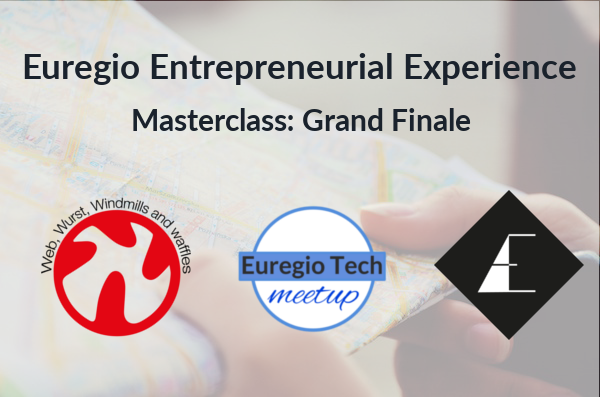 Euregio Entrepreneurial Experience
Masterclass: Grand Finale
Web, Wurst, Windmills and waffles
Euregio Tech
meetup
E